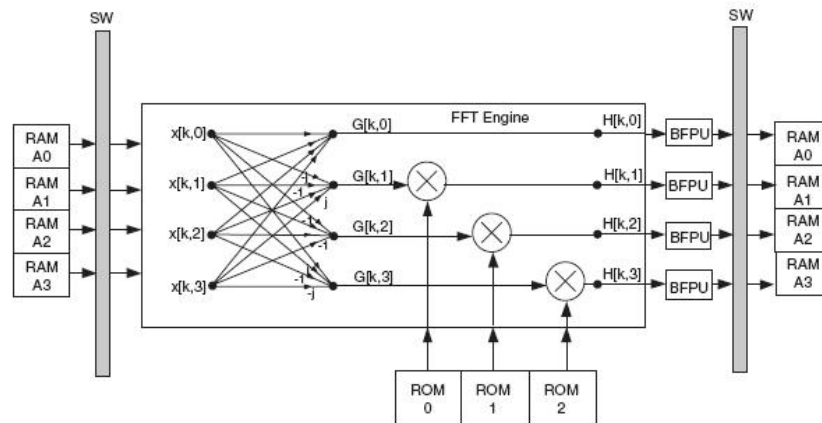 SW
SW
FFT Engine
RAM
A0
RAM
A1
RAM
A2
RAM
A3
x[k,0]
x[k,1]
x[k,2]
x[k,3]
G[k,0]
G[k,1]
G[k,2]
G[k,3]
-j
-1
j
-1
-1
-1
-j
H[k,0]
H[k,1]
H[k,2]
H[k,3]
BFPU
BFPU
BFPU
BFPU
RAM
A0
RAM
A1
RAM
A2
RAM
A3
ROM
0
ROM
1
ROM
2